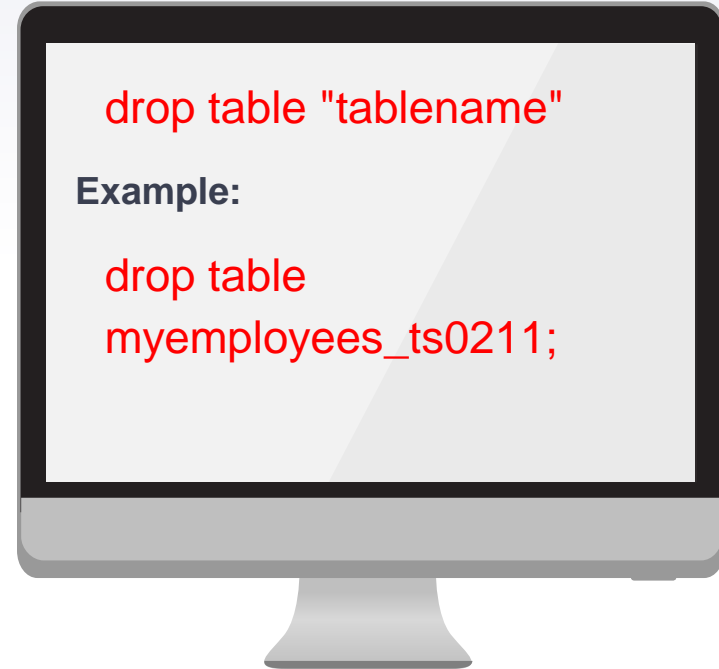 drop table "tablename"
Example:
drop table
myemployees_ts0211;